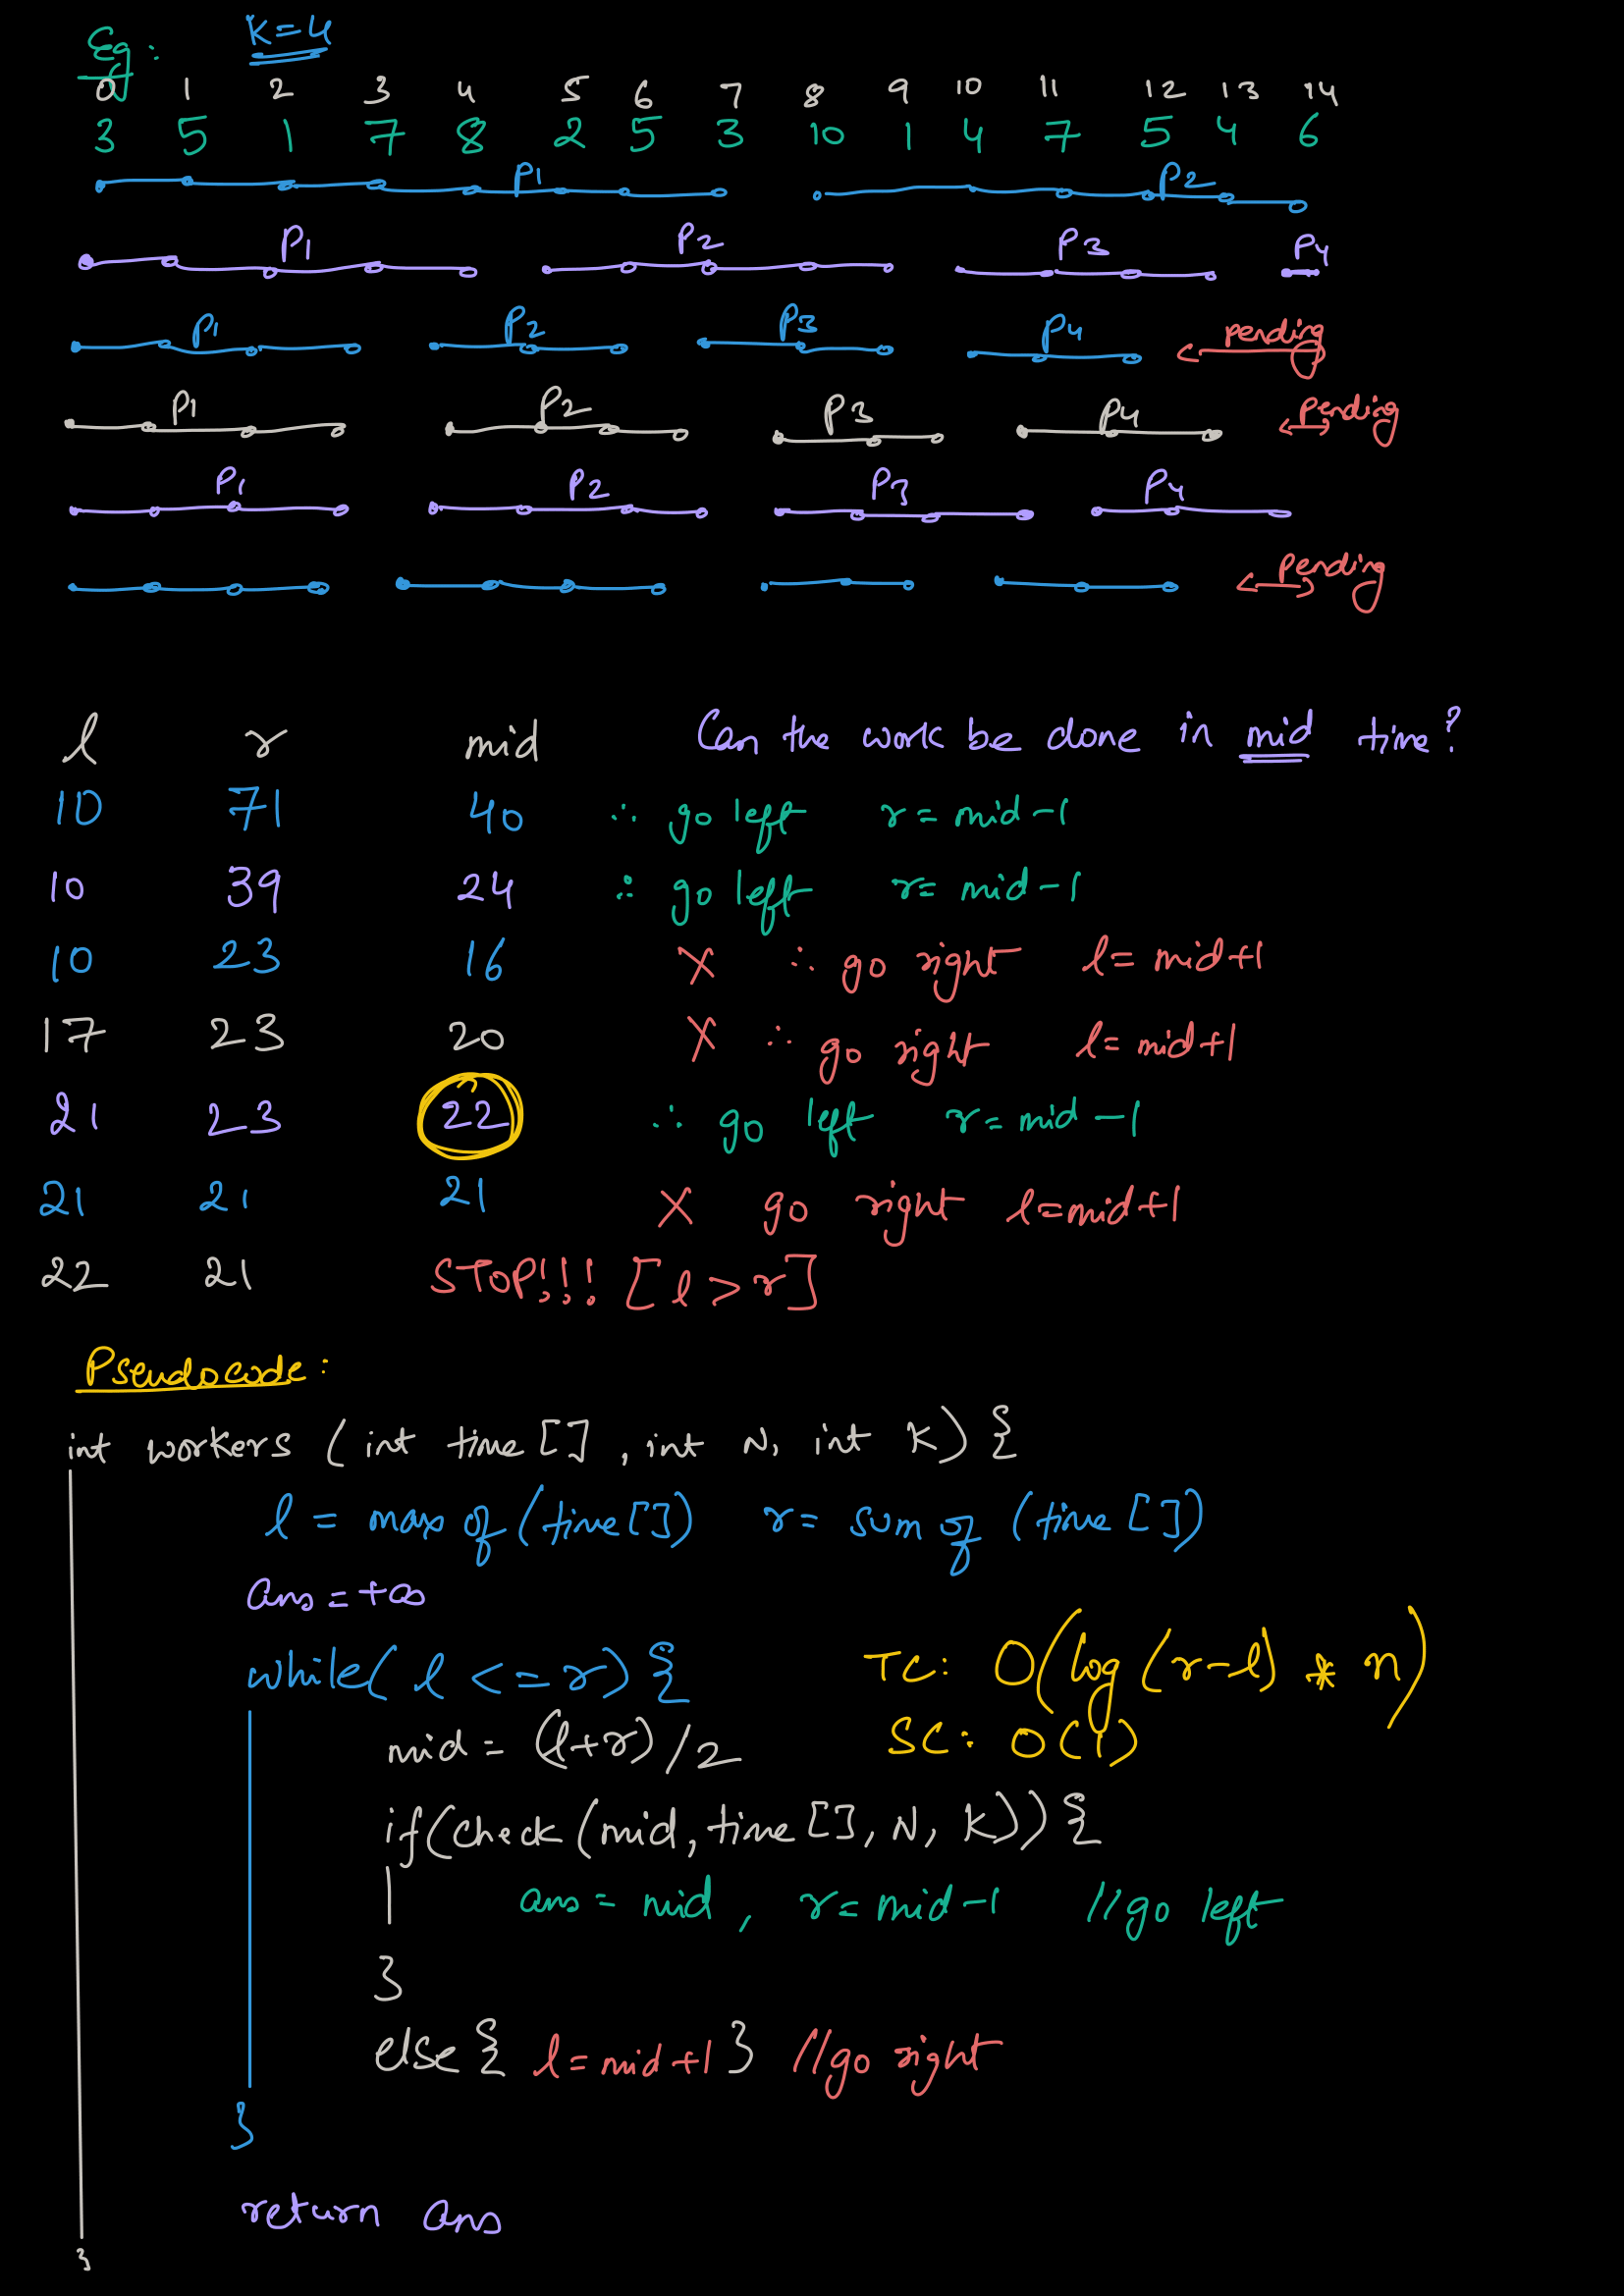 Eg: K=4
0 1 2 3 4 5 6 7 8 9 10 11 12 13 14
3 5 1 7 8 2 5 3 10 1 4 7 5 4 6
P1 P2
P1 P2 P3 P4
P1 P2 P3 P4 pending
P1 P2 P3 P4 Pending
P1 P2 P3 P4
Pending
l r mid Can the work be done in mid time?
10 71 40 ∴ go left r = mid-1
10 39 24 ∴ go left r= mid-1
10 23 16 X ∴ go right l= mid+1
17 23 20 X ∴ go right l= mid+1
21 23 22 ∴ go left r= mid-1
21 21 21 X go right l=mid+1
22 21 STOP!!! [l > r]
Pseudocode:
int workers (int time[], int N, int K) {
l = max of (time[]) r= sum of (time[])
ans = +∞
while( l <= r) { TC: O(log (r-l) * n)
mid = (l+r)/2 SC: O(1)
if(check(mid, time[], N, K)) {
ans = mid, r= mid-1 //go left
}
else { l= mid+1 } //go right
}
return ans
}